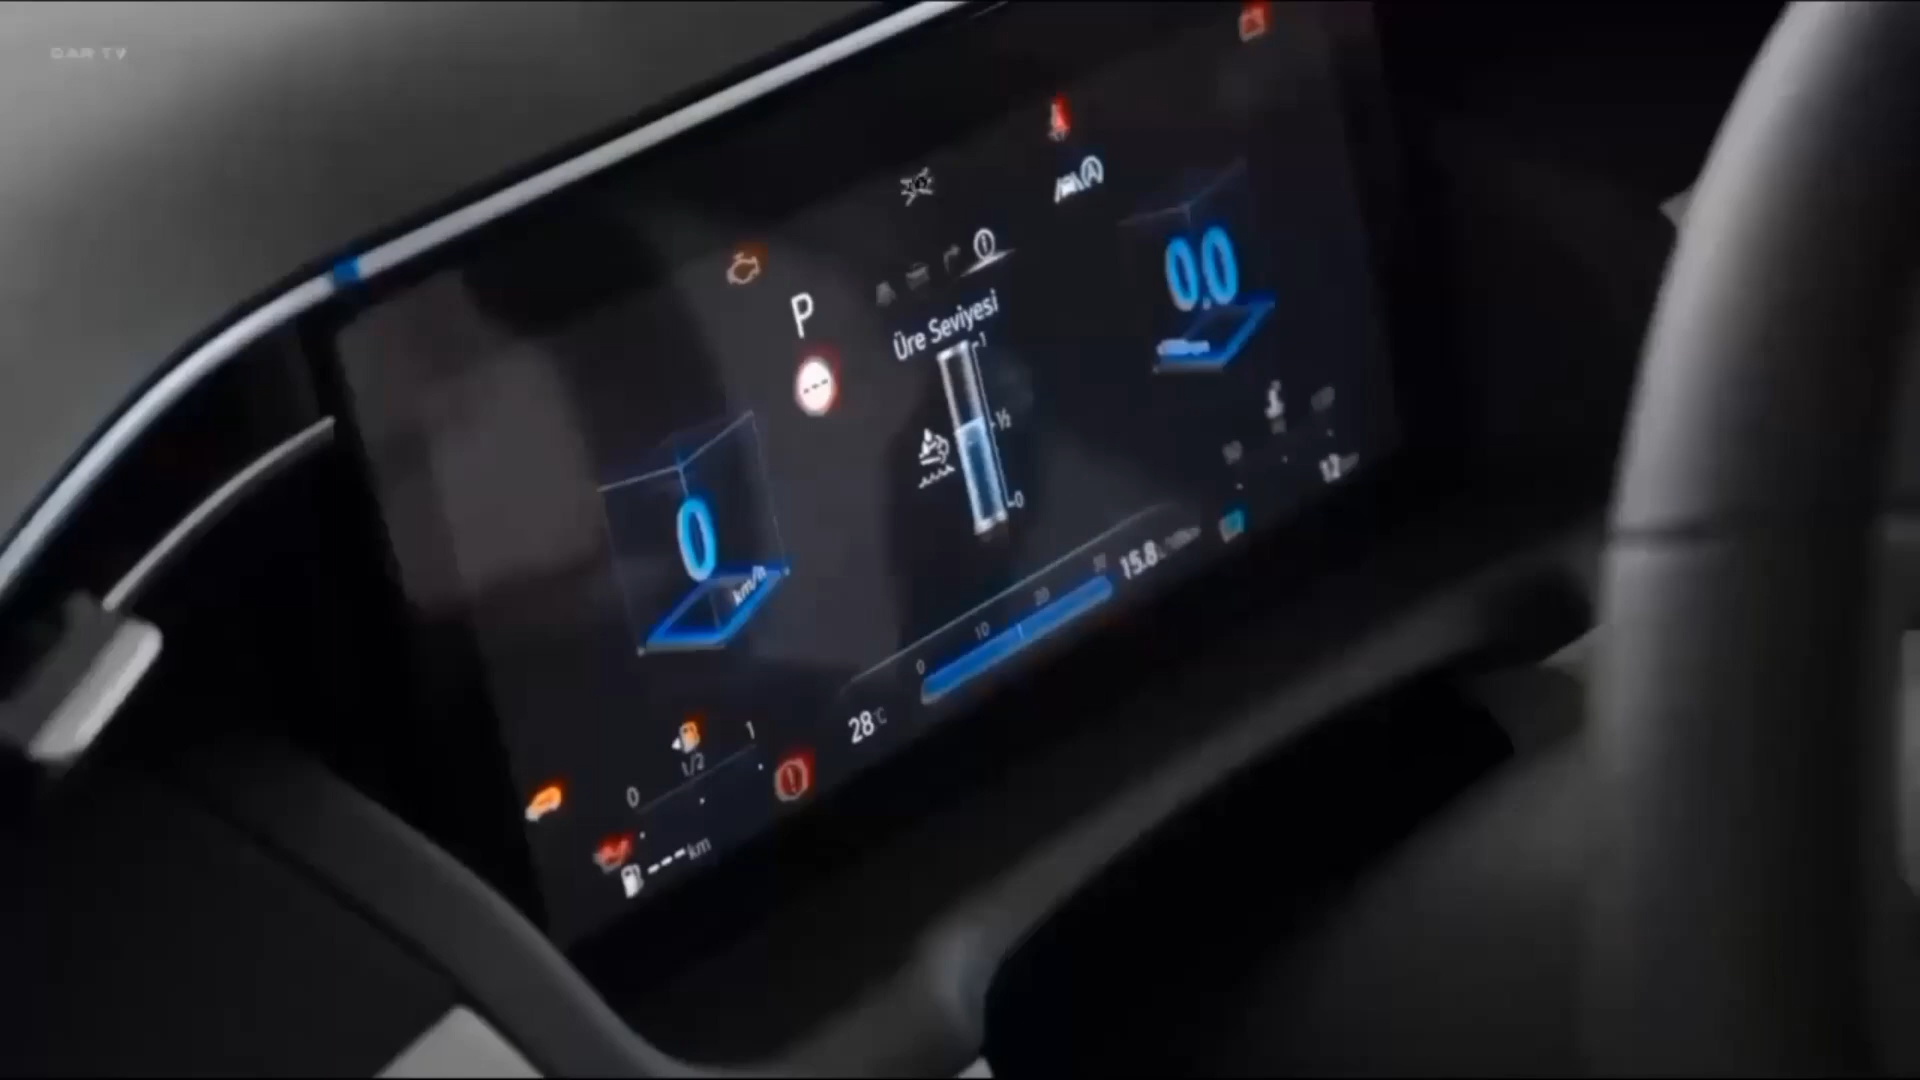 CAR TV
P
Üre Seviyesi
1
1/2
0
0.0
0
km/h
0
10
20
15.8
28°C
1
1/2
0
---km